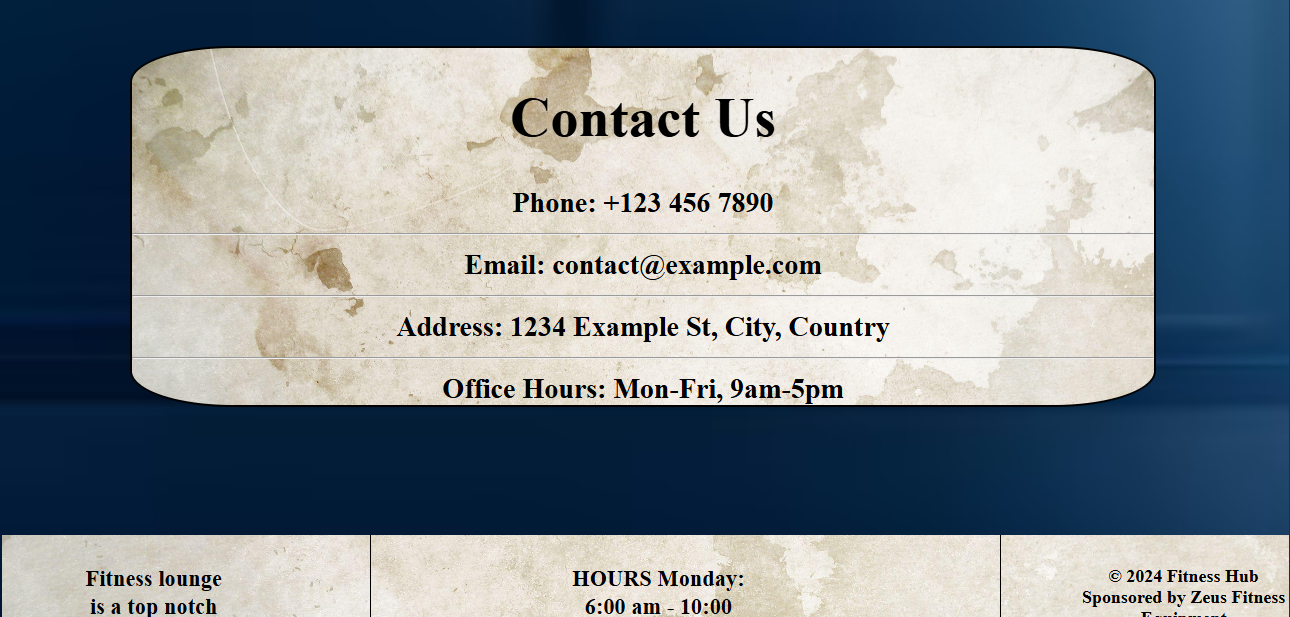 Contact Us
Phone: +123 456 7890
Email: contact@example.com
Address: 1234 Example St, City, Country
Office Hours: Mon-Fri, 9am-5pm
Fitness lounge
is a top notch
HOURS Monday:
6:00 am - 10:00
© 2024 Fitness Hub
Sponsored by Zeus Fitness
Equipment